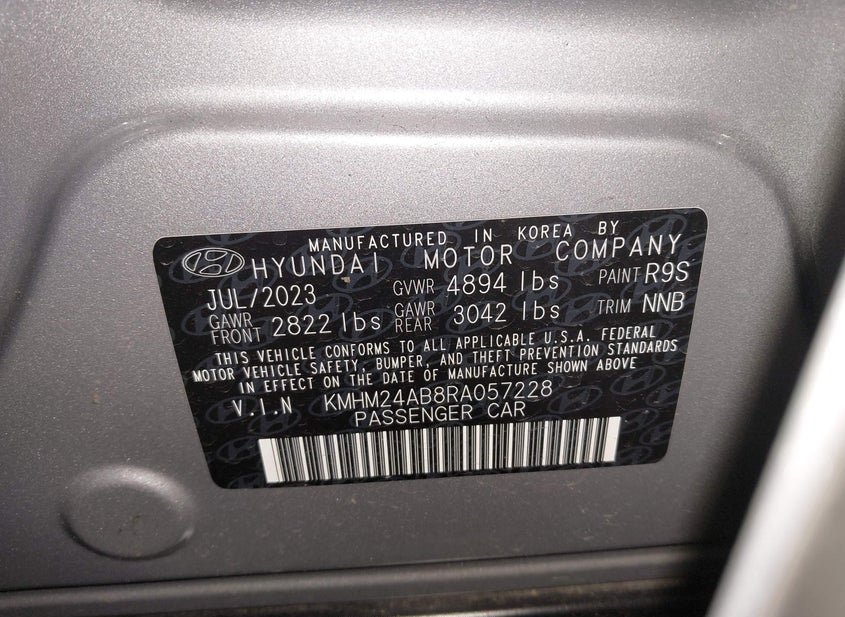 MANUFACTURED IN KOREA BY
HYUNDAI MOTOR COMPANY
JUL/2023 GVWR 4894 lbs PAINT R9S
GAWR FRONT 2822 lbs GAWR REAR 3042 lbs TRIM NNB
THIS VEHICLE CONFORMS TO ALL APPLICABLE U.S.A. FEDERAL
MOTOR VEHICLE SAFETY, BUMPER, AND THEFT PREVENTION STANDARDS
IN EFFECT ON THE DATE OF MANUFACTURE SHOWN ABOVE
V.I.N KMHM24AB8RA057228
PASSENGER CAR